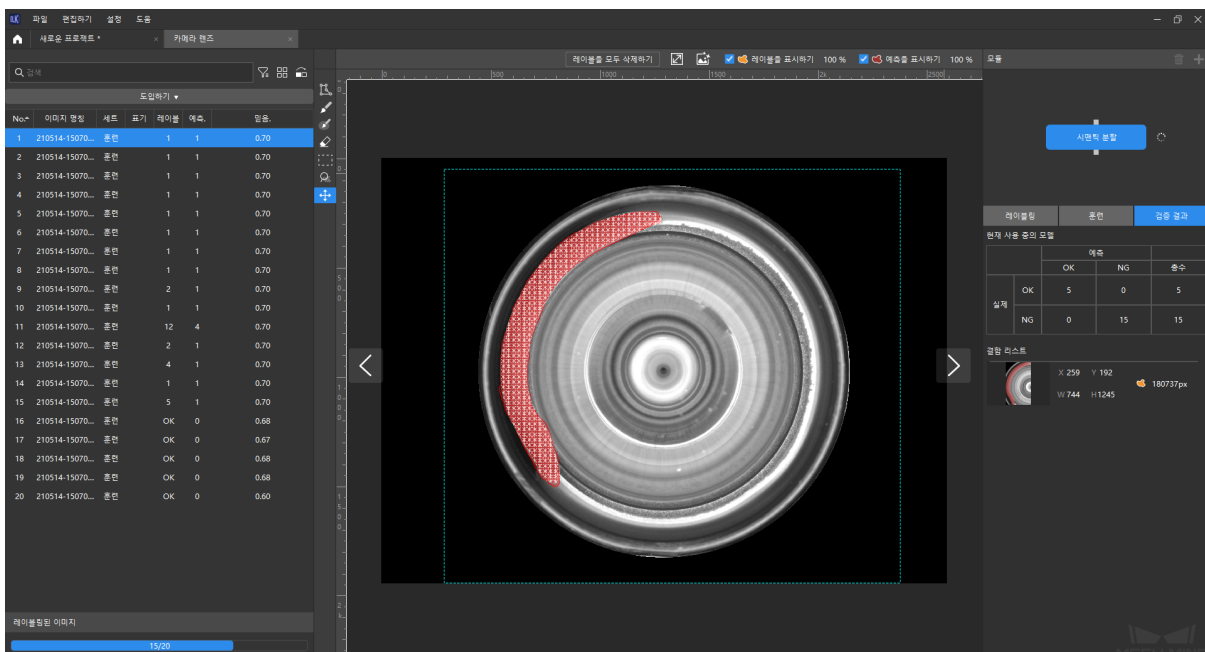 파일 편집하기 설정 도움
새로운 프로젝트 * × 카메라 렌즈 ×
레이블을 모두 삭제하기 레이블을 표시하기 100 % 예측을 표시하기 100 % 모듈
검색
도입하기
No. 이미지 명칭 세트 표기 레이블 예측. 믿음.
1 210514-15070... 훈련 1 1 0.70
2 210514-15070... 훈련 1 1 0.70
3 210514-15070... 훈련 1 1 0.70
4 210514-15070... 훈련 1 1 0.70
5 210514-15070... 훈련 1 1 0.70
6 210514-15070... 훈련 1 1 0.70
7 210514-15070... 훈련 1 1 0.70
8 210514-15070... 훈련 1 1 0.70
9 210514-15070... 훈련 2 1 0.70
10 210514-15070... 훈련 1 1 0.70
11 210514-15070... 훈련 12 4 0.70
12 210514-15070... 훈련 2 1 0.70
13 210514-15070... 훈련 4 1 0.70
14 210514-15070... 훈련 1 1 0.70
15 210514-15070... 훈련 5 1 0.70
16 210514-15070... 훈련 OK 0 0.68
17 210514-15070... 훈련 OK 0 0.67
18 210514-15070... 훈련 OK 0 0.68
19 210514-15070... 훈련 OK 0 0.68
20 210514-15070... 훈련 OK 0 0.60
레이블링된 이미지
15/20
0 500 1000 1500 2k 2500
0
0
500
1000
1500
2k
시맨틱 분할
레이블링 훈련 검증 결과
현재 사용 중의 모델
예측
OK NG 총수
실제
OK 5 0 5
NG 0 15 15
결함 리스트
X 259 Y 192
180737px
W 744 H 1245